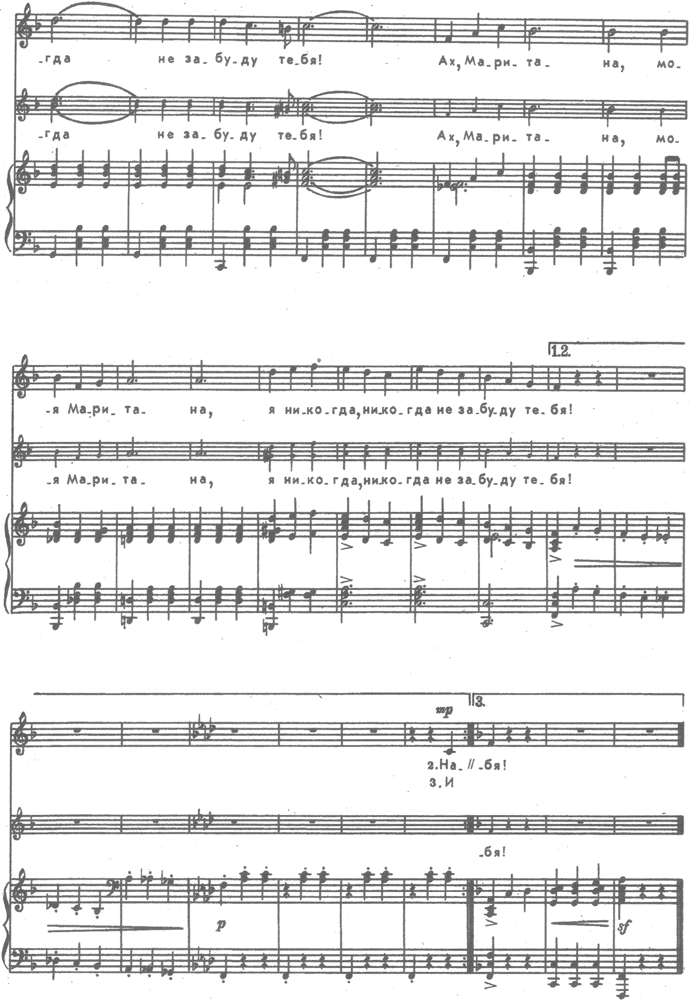 -гда не за- бу-ду те-бя! Ах, Ма-ри- та- на, мо-
-гда не за- бу-ду те-бя! Ах, Ма-ри- та- на, мо-
1.2.
-я Ма-ри- та- на, я ни-ко-гда, ни-ко-гда не за-бу-ду те- бя!
-я Ма-ри- та- на, я ни-ко-гда, ни-ко-гда не за-бу-ду те- бя!
3.
mp
2. На- // -бя!
3. И
-бя!
p sf